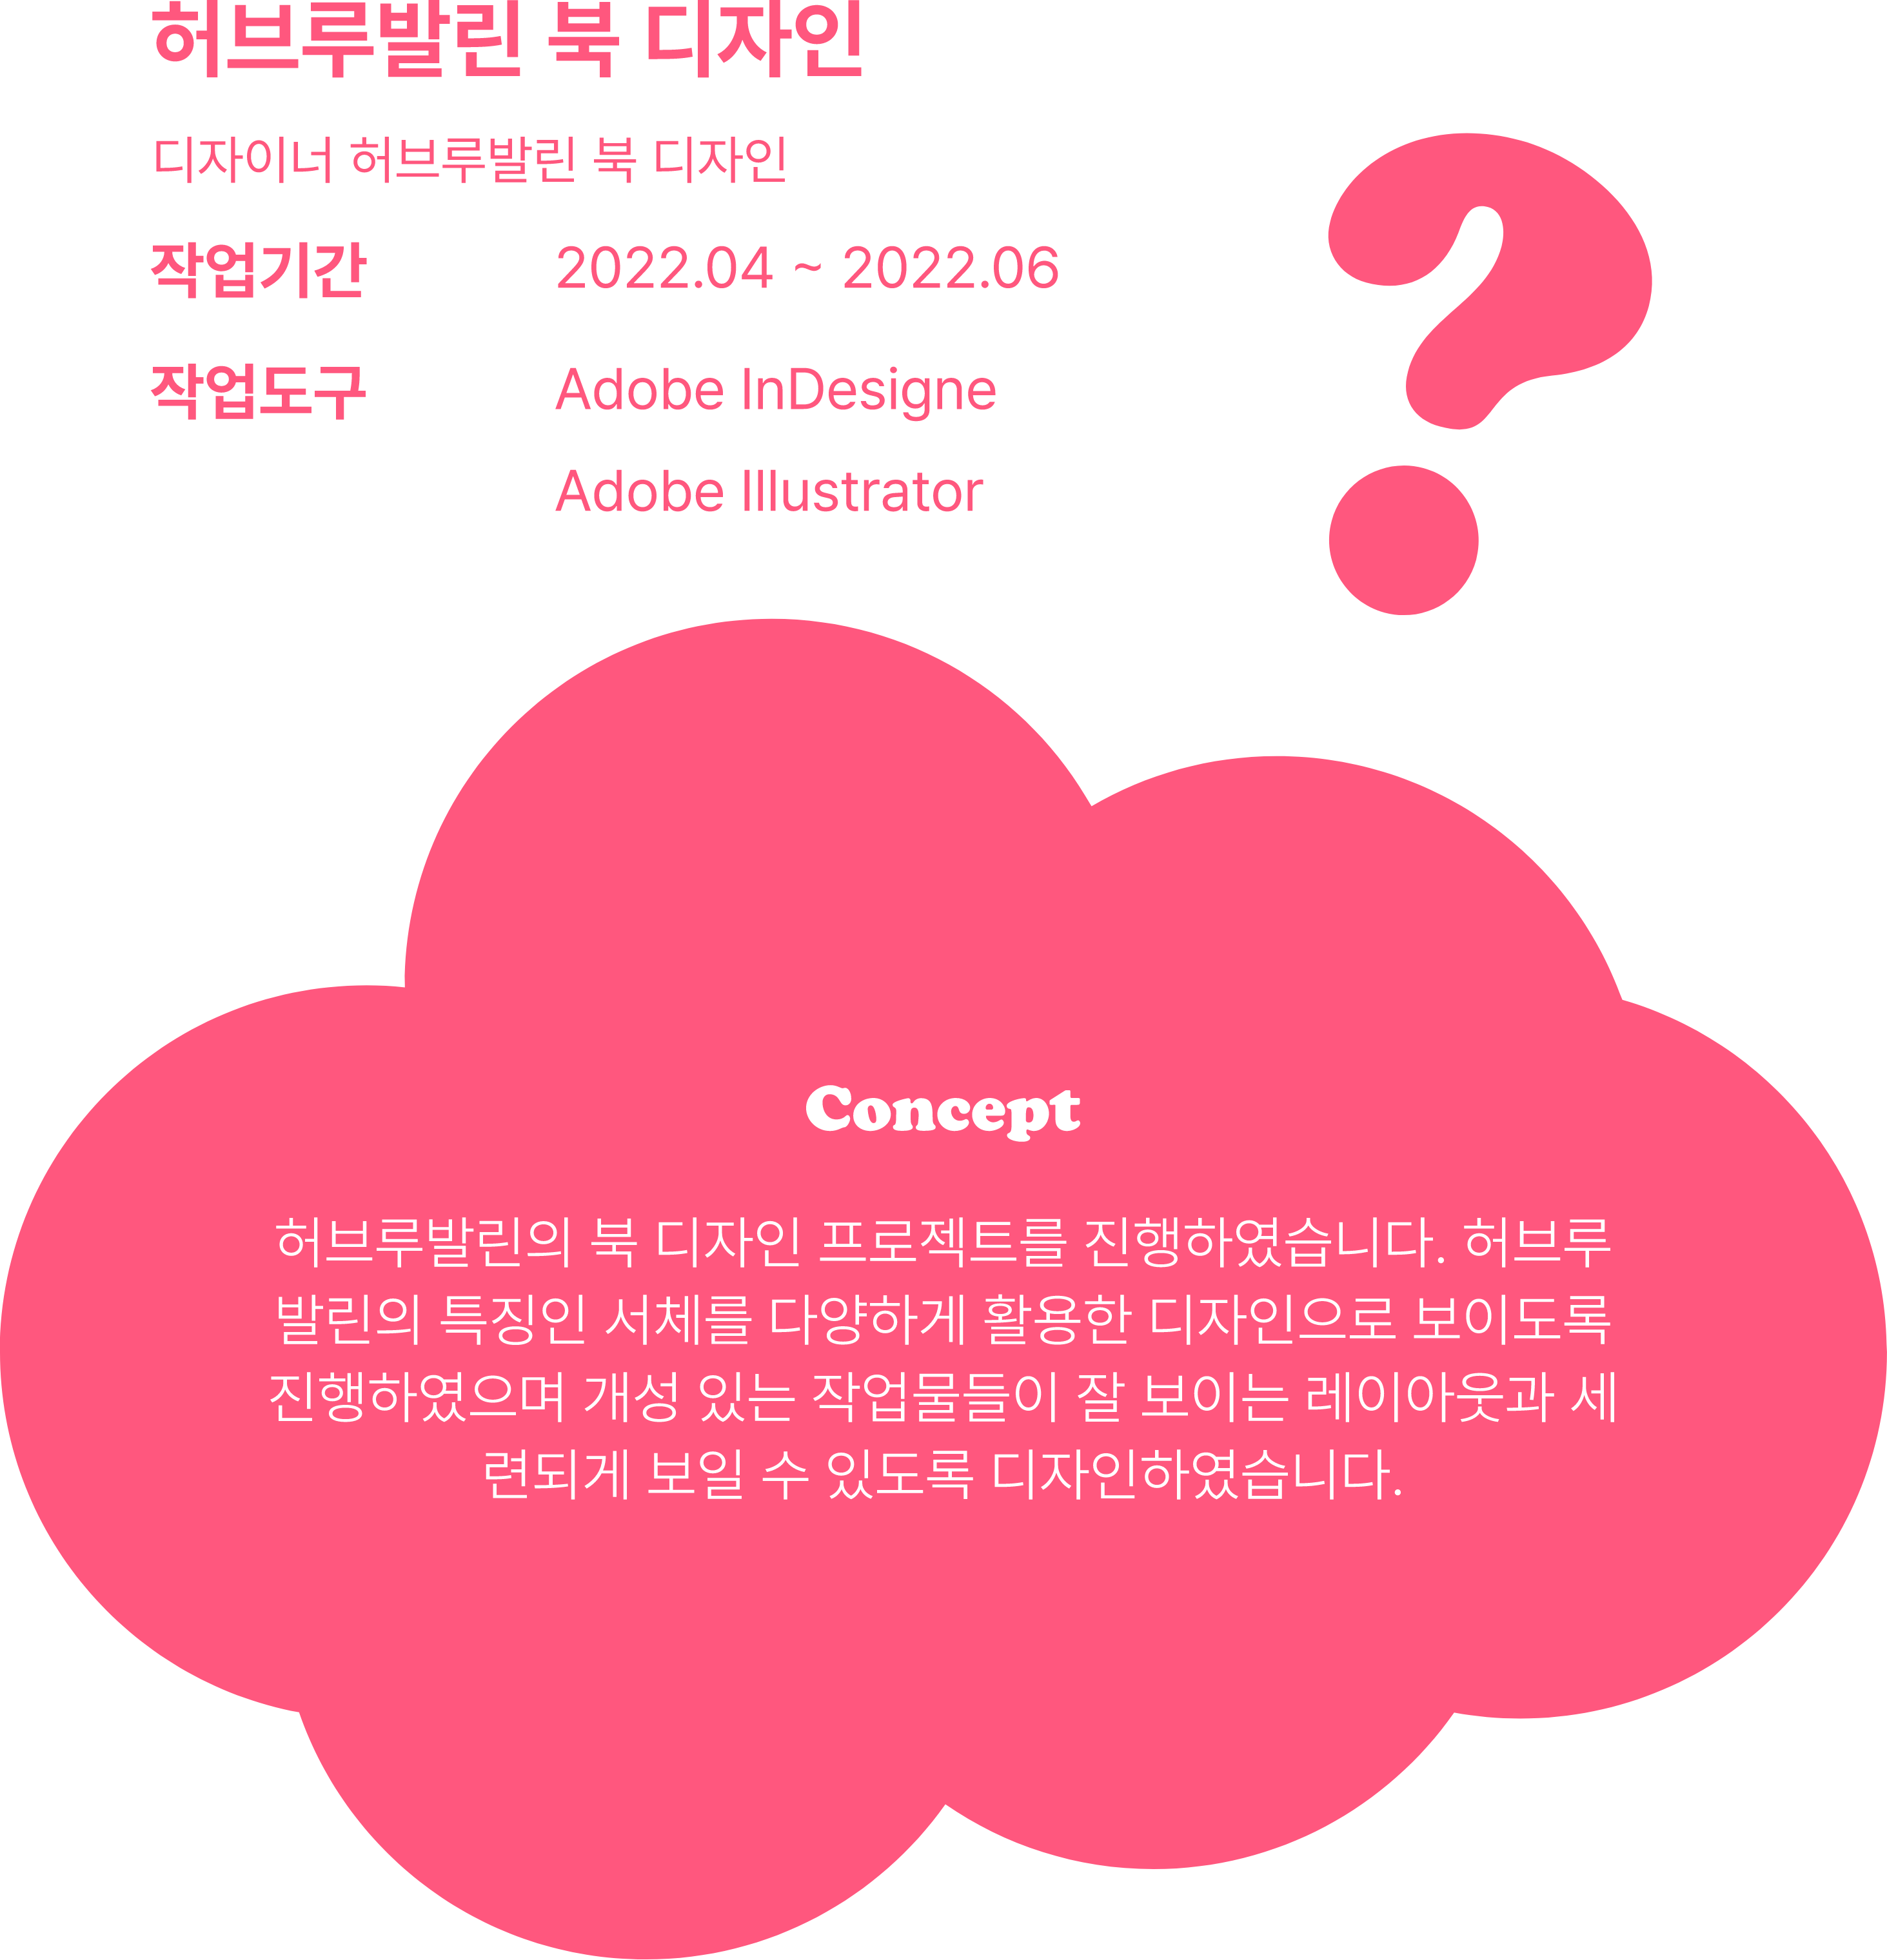 허브루발린 북 디자인
디자이너 허브루발린 북 디자인
작업기간 2022.04 ~ 2022.06
작업도구 Adobe InDesigne
Adobe Illustrator
?
Concept
허브루발린의 북 디자인 프로젝트를 진행하였습니다. 허브루
발린의 특징인 서체를 다양하게 활용한 디자인으로 보이도록
진행하였으며 개성 있는 작업물들이 잘 보이는 레이아웃과 세
련되게 보일 수 있도록 디자인하였습니다.